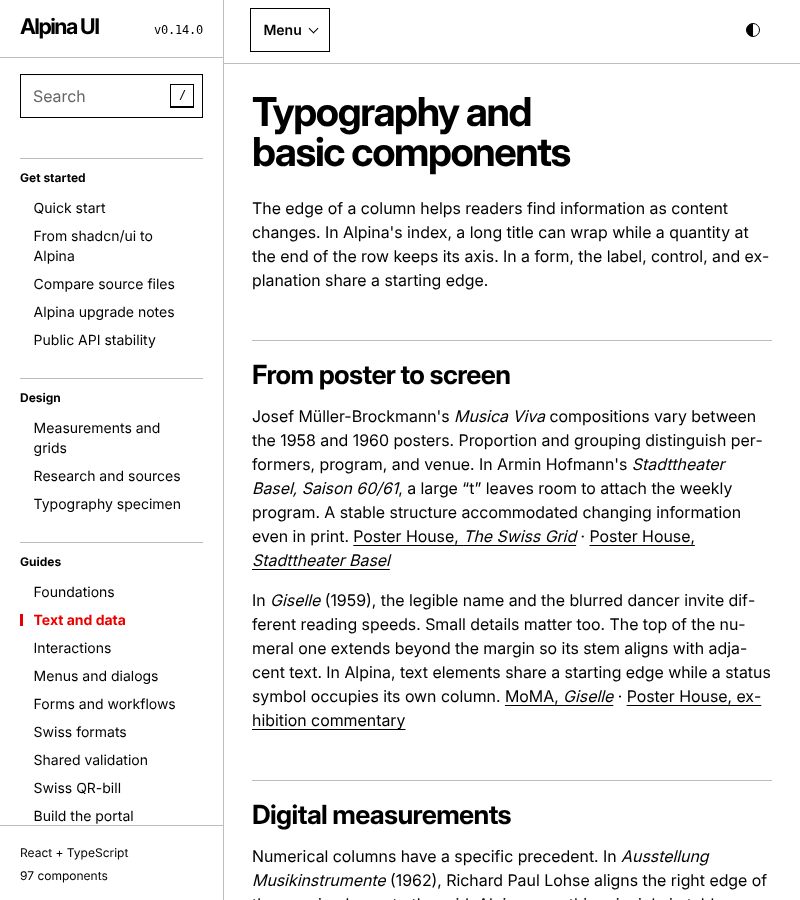 Alpina UI
v0.14.0
Search
/
Get started
Quick start
From shadcn/ui to
Alpina
Compare source files
Alpina upgrade notes
Public API stability
Design
Measurements and
grids
Research and sources
Typography specimen
Guides
Foundations
Text and data
Interactions
Menus and dialogs
Forms and workflows
Swiss formats
Shared validation
Swiss QR-bill
Build the portal
React + TypeScript
97 components
Menu
Typography and
basic components
The edge of a column helps readers find information as content
changes. In Alpina's index, a long title can wrap while a quantity at
the end of the row keeps its axis. In a form, the label, control, and ex-
planation share a starting edge.
From poster to screen
Josef Müller-Brockmann's Musica Viva compositions vary between
the 1958 and 1960 posters. Proportion and grouping distinguish per-
formers, program, and venue. In Armin Hofmann's Stadttheater
Basel, Saison 60/61, a large “t” leaves room to attach the weekly
program. A stable structure accommodated changing information
even in print. Poster House, The Swiss Grid · Poster House,
Stadttheater Basel
In Giselle (1959), the legible name and the blurred dancer invite dif-
ferent reading speeds. Small details matter too. The top of the nu-
meral one extends beyond the margin so its stem aligns with adja-
cent text. In Alpina, text elements share a starting edge while a status
symbol occupies its own column. MoMA, Giselle · Poster House, ex-
hibition commentary
Digital measurements
Numerical columns have a specific precedent. In Ausstellung
Musikinstrumente (1962), Richard Paul Lohse aligns the right edge of